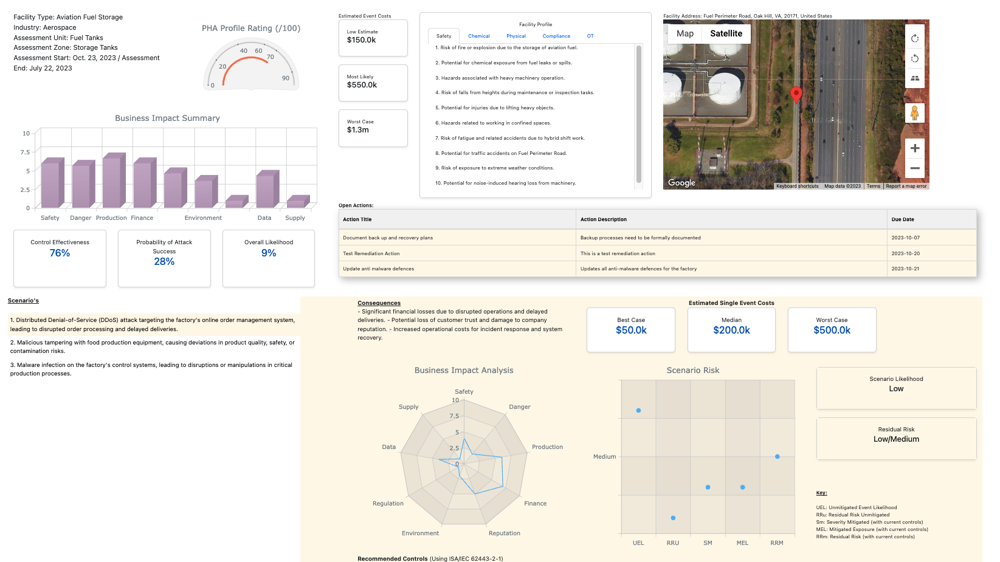 Facility Type: Aviation Fuel Storage
Industry: Aerospace
Assessment Unit: Fuel Tanks
Assessment Zone: Storage Tanks
Assessment Start: Oct. 23, 2023 / Assessment
End: July 22, 2023
PHA Profile Rating (/100)
0
20
40
60
70
90
Business Impact Summary
10
7.5
5
2.5
0
Safety
Danger
Production
Finance
Environment
Data
Supply
Control Effectiveness
76%
Probability of Attack
Success
28%
Overall Likelihood
9%
Estimated Event Costs
Low Estimate
$150.0k
Most Likely
$550.0k
Worst Case
$1.3m
Facility Profile
Safety
Chemical
Physical
Compliance
OT
1. Risk of fire or explosion due to the storage of aviation fuel.
2. Potential for chemical exposure from fuel leaks or spills.
3. Hazards associated with heavy machinery operation.
4. Risk of falls from heights during maintenance or inspection tasks.
5. Potential for injuries due to lifting heavy objects.
6. Hazards related to working in confined spaces.
7. Risk of fatigue and related accidents due to hybrid shift work.
8. Potential for traffic accidents on Fuel Perimeter Road.
9. Risk of exposure to extreme weather conditions.
10. Potential for noise-induced hearing loss from machinery.
Facility Address: Fuel Perimeter Road, Oak Hill, VA, 20171, United States
Map
Satellite
Google
Keyboard shortcuts
Map data ©2023
Terms
Report a map error
Open Actions:
Action Title
Action Description
Due Date
Document back up and recovery plans
Backup processes need to be formally documented
2023-10-07
Test Remediation Action
This is a test remediation action
2023-10-20
Update anti malware defences
Updates all anti-malware defences for the factory
2023-10-21
Scenario's
1. Distributed Denial-of-Service (DDoS) attack targeting the factory's online order management system,
leading to disrupted order processing and delayed deliveries.
2. Malicious tampering with food production equipment, causing deviations in product quality, safety, or
contamination risks.
3. Malware infection on the factory's control systems, leading to disruptions or manipulations in critical
production processes.
Consequences
- Significant financial losses due to disrupted operations and delayed
deliveries. - Potential loss of customer trust and damage to company
reputation. - Increased operational costs for incident response and system
recovery.
Estimated Single Event Costs
Best Case
$50.0k
Median
$200.0k
Worst Case
$500.0k
Business Impact Analysis
Safety
Danger
Production
Finance
Reputation
Environment
Regulation
Data
Supply
10
7.5
5
2.5
0
Scenario Risk
Medium
UEL
RRU
SM
MEL
RRM
Scenario Likelihood
Low
Residual Risk
Low/Medium
Key:
UEL: Unmitigated Event Likelihood
RRu: Residual Risk Unmitigated
Sm: Severity Mitigated (with current controls)
MEL: Mitigated Exposure (with current controls)
RRm: Residual Risk (with current controls)
Recommended Controls (Using ISA/IEC 62443-2-1)